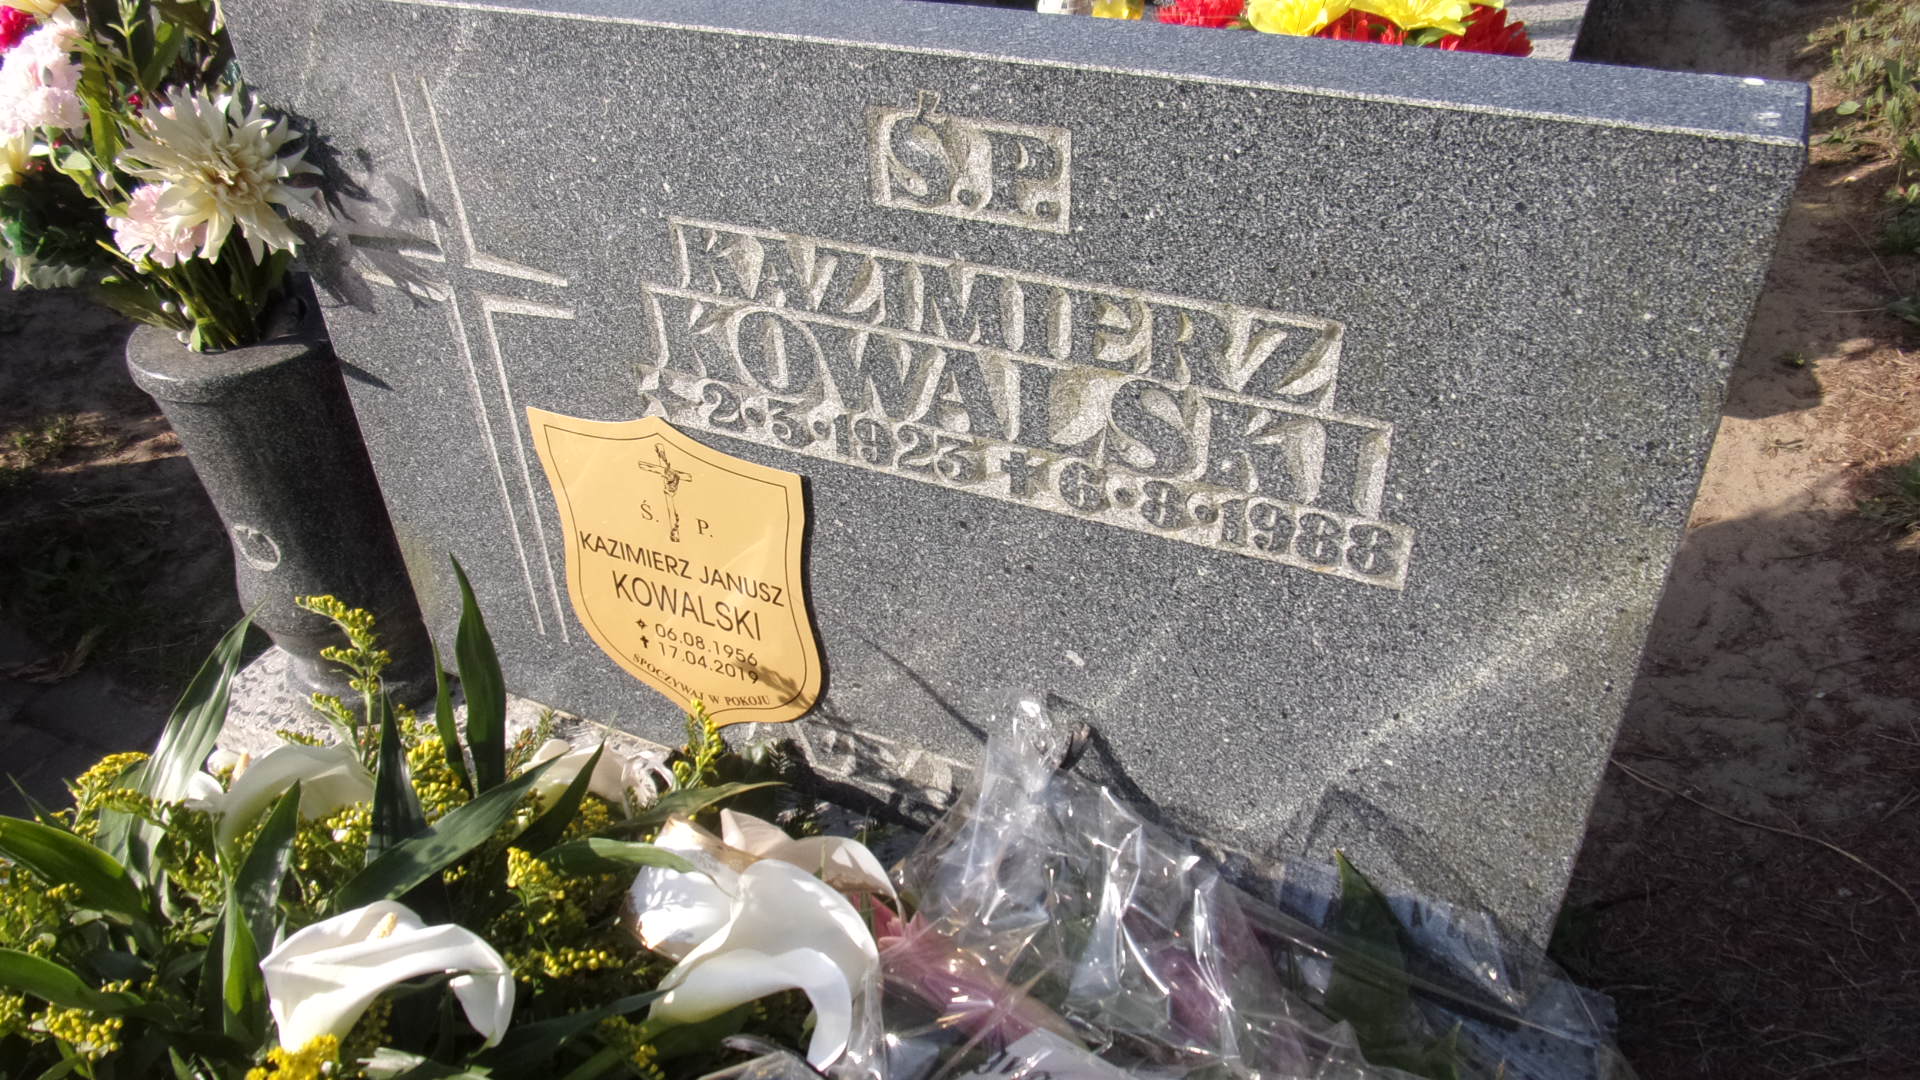 Ś.P.
KAZIMIERZ
KOWALSKI
* 2•3•1923 ✝ 6•8•1988
Ś. P.
KAZIMIERZ JANUSZ
KOWALSKI
* 06.08.1956
✝ 17.04.2019
SPOCZYWAJ W POKOJU